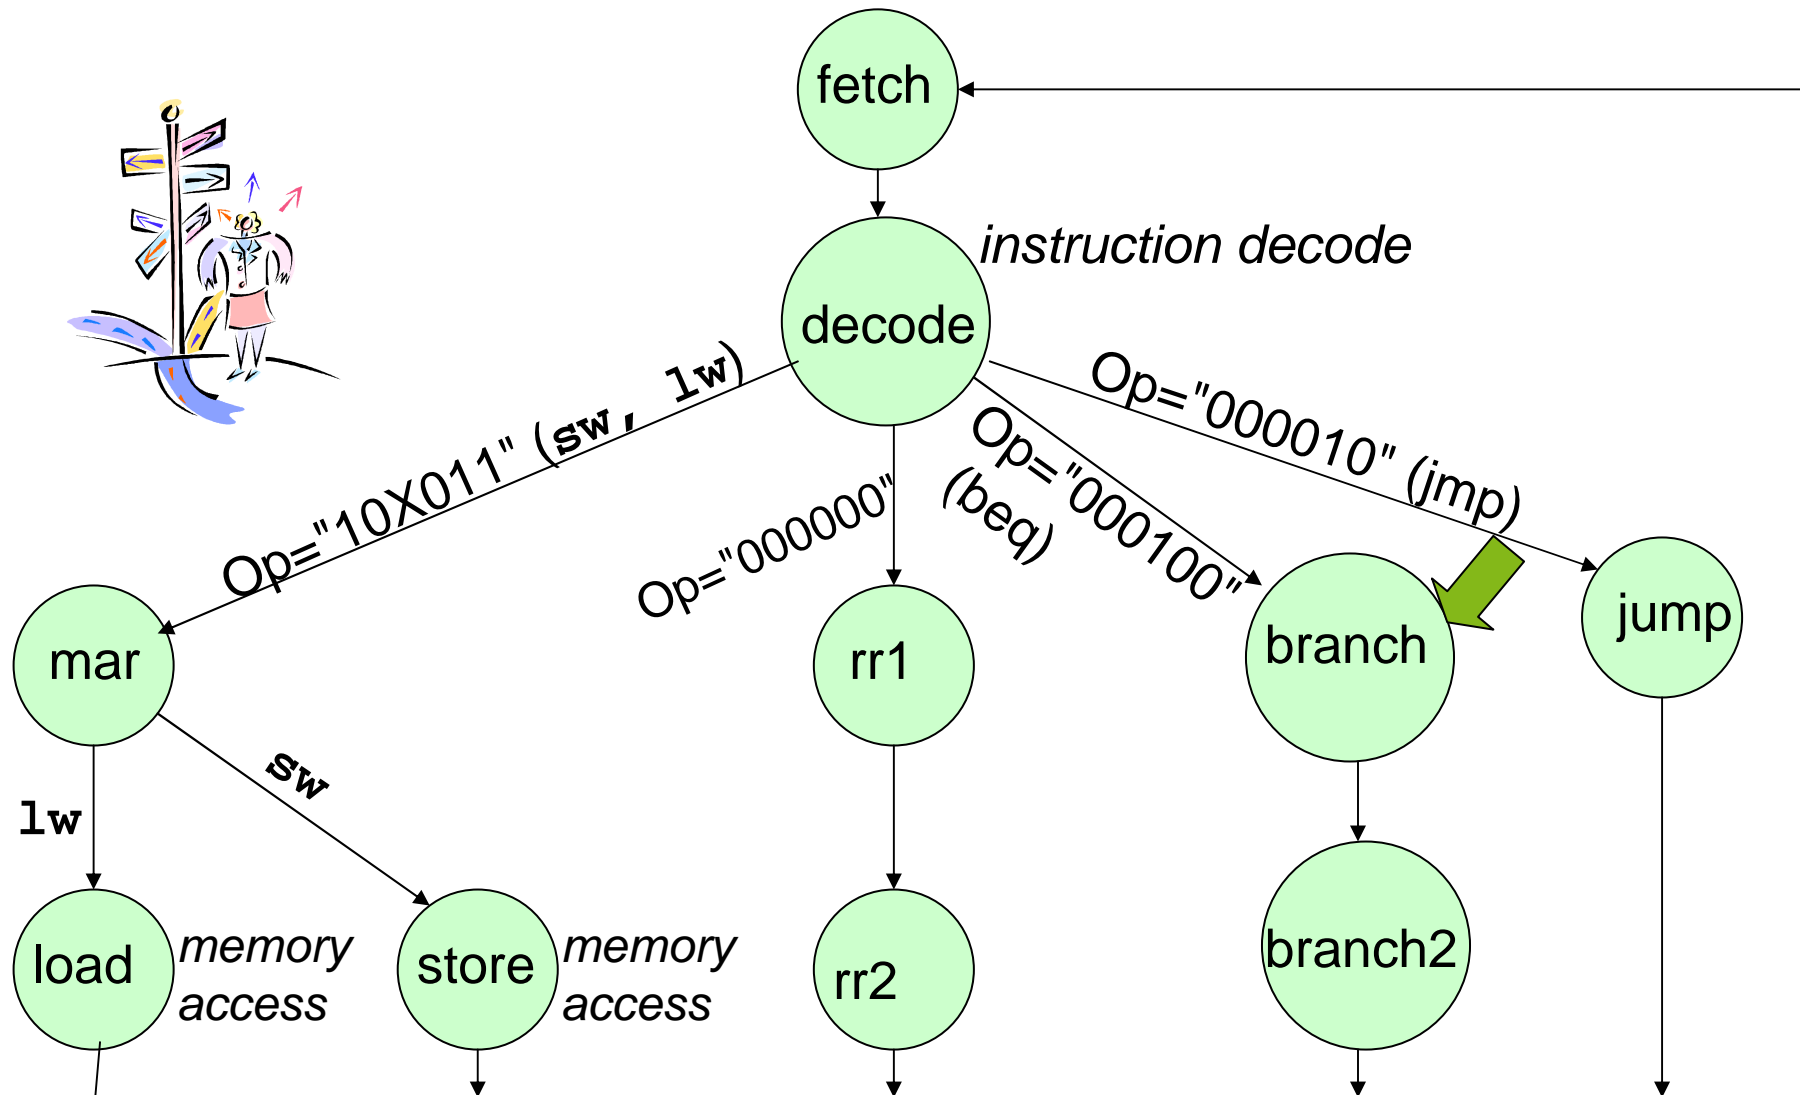 fetch
instruction decode
decode
Op="10X011" (sw, lw)
Op="000000"
Op="000100"
(beq)
Op="000010" (jmp)
mar
rr1
branch
jump
lw
sw
load
memory
access
store
memory
access
rr2
branch2